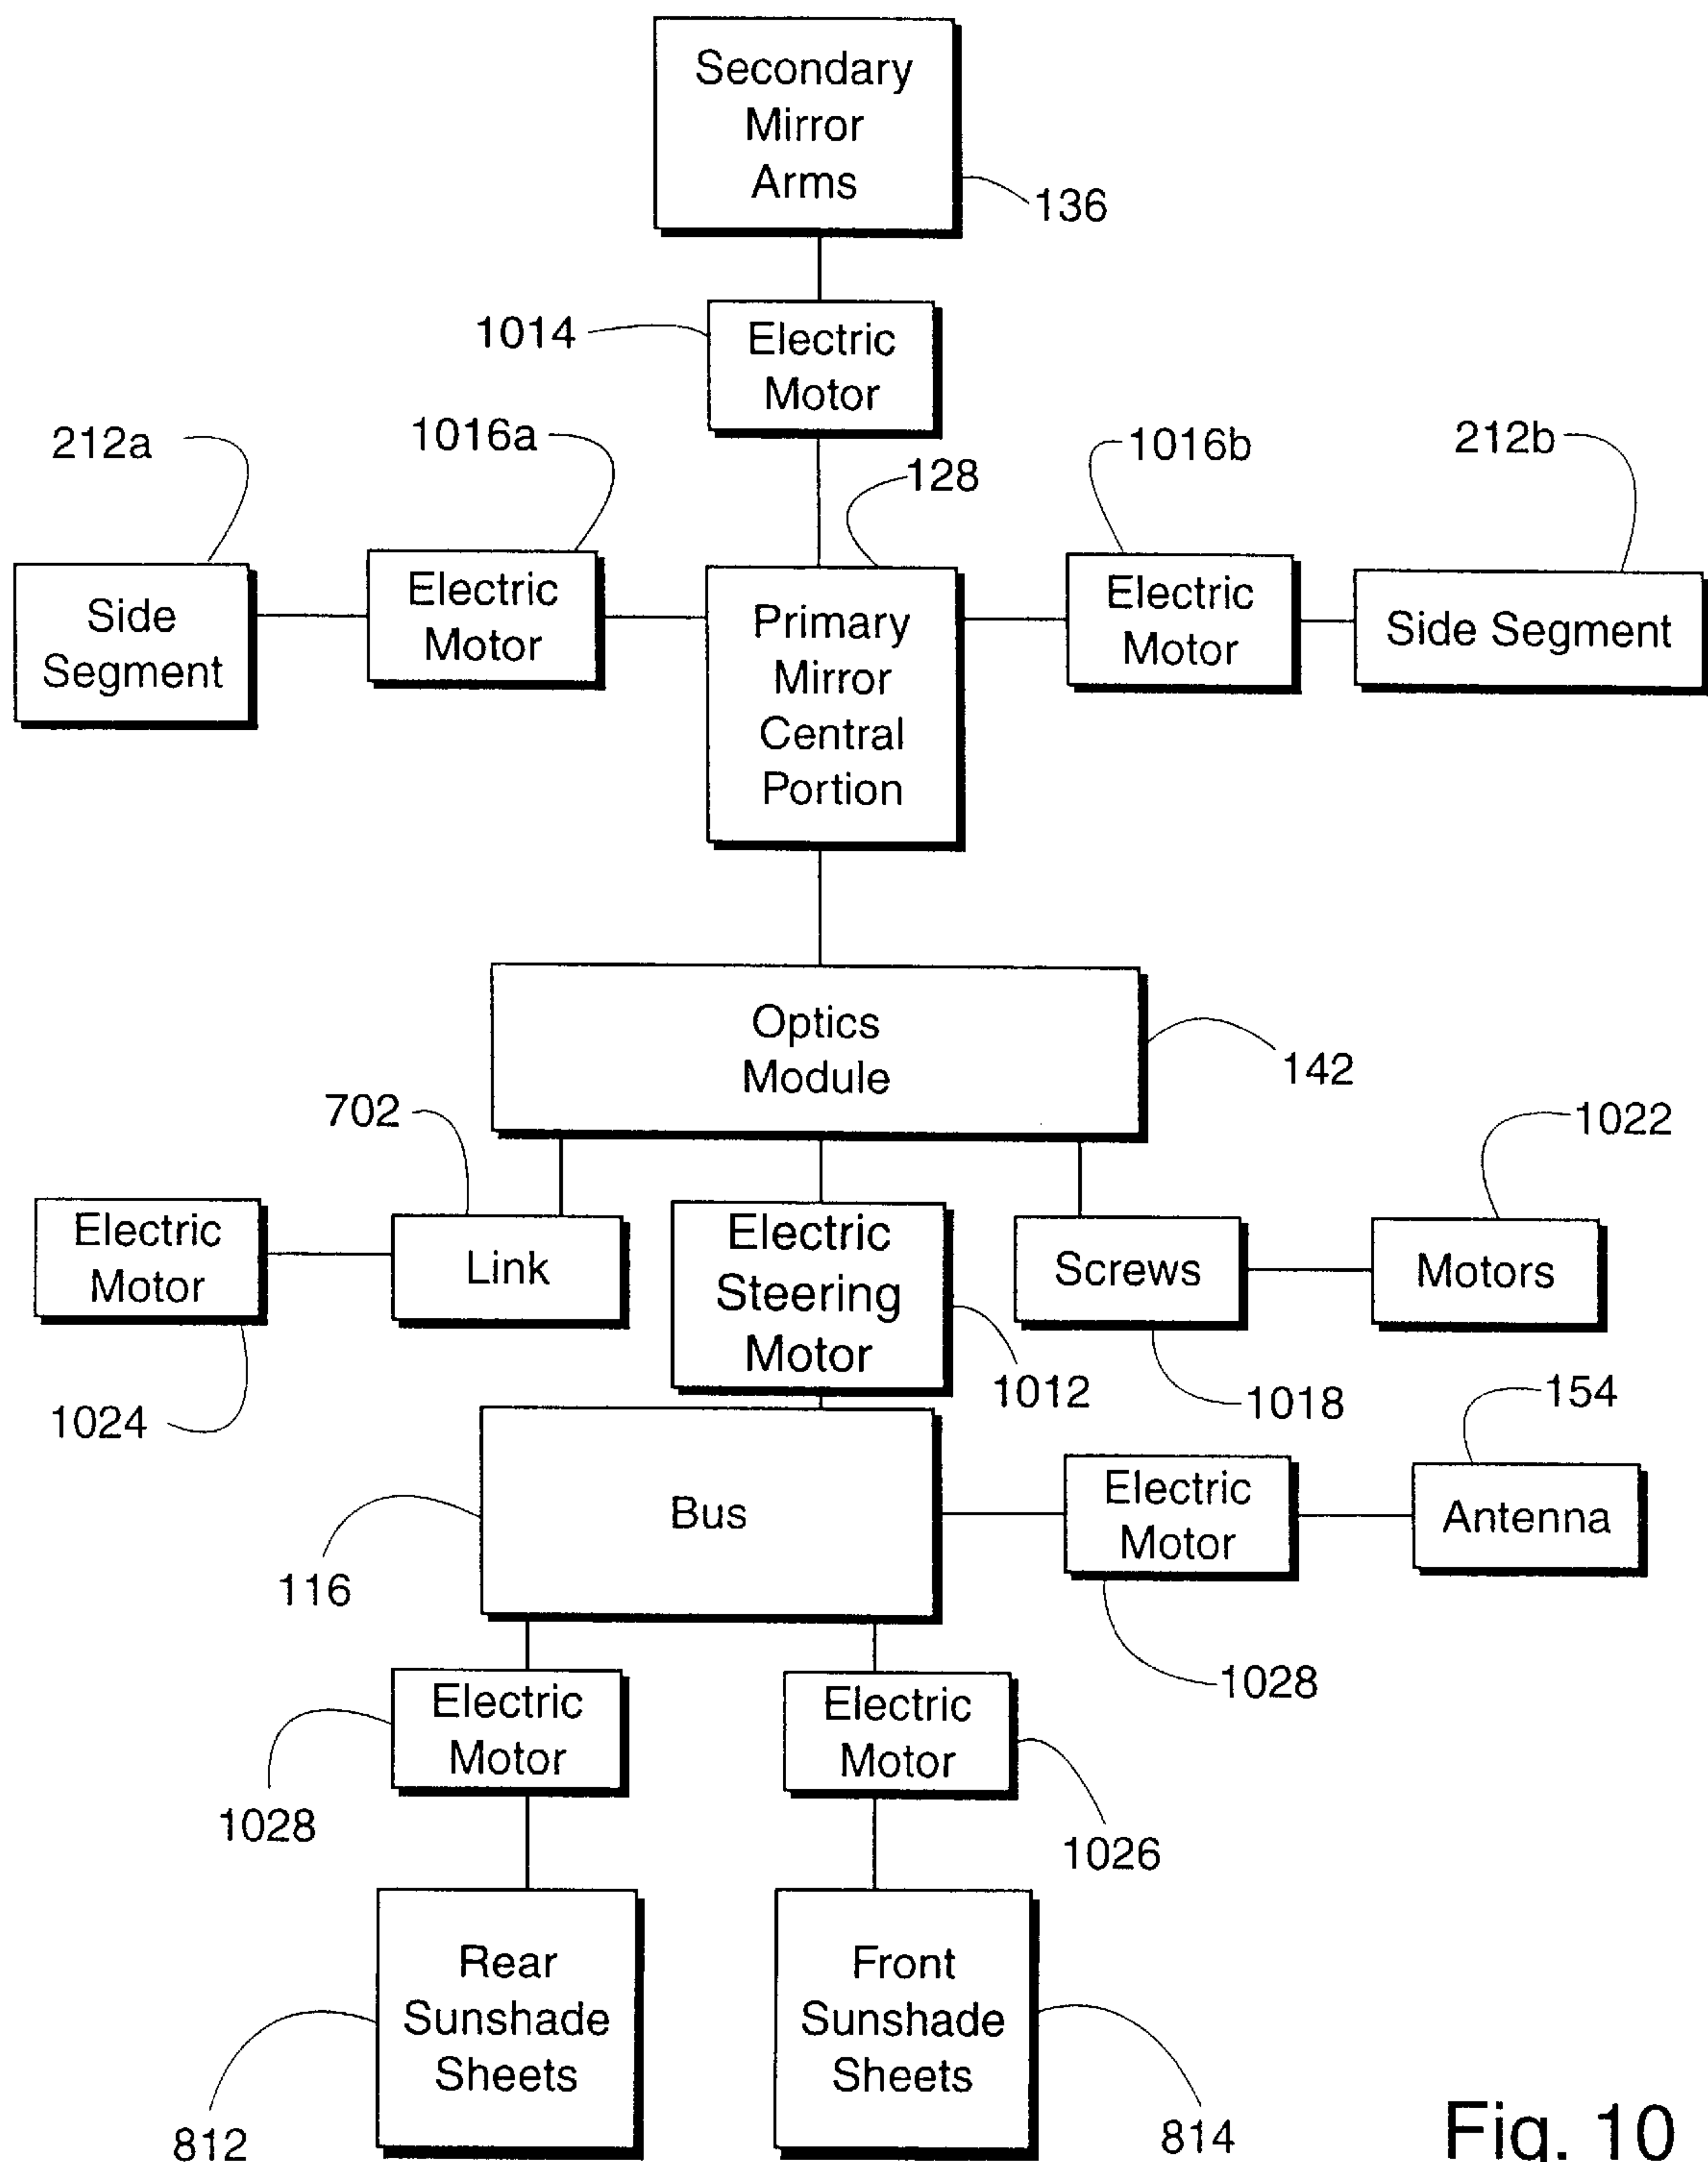 Secondary
Mirror
Arms
136
1014
Electric
Motor
212a
1016a
128
1016b
212b
Side
Segment
Electric
Motor
Primary
Mirror
Central
Portion
Electric
Motor
Side Segment
Optics
Module
142
702
1022
Electric
Motor
Link
Electric
Steering
Motor
Screws
Motors
1024
1012
1018
154
Bus
Electric
Motor
Antenna
116
1028
Electric
Motor
Electric
Motor
1028
1026
Rear
Sunshade
Sheets
Front
Sunshade
Sheets
812
814
Fig. 10